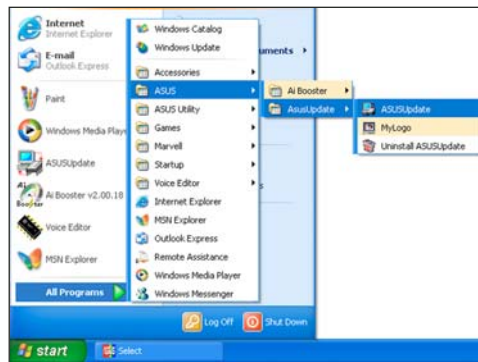 Internet
Internet Explorer
E-mail
Outlook Express
Paint
Windows Media Playe
ASUSUpdate
Ai Booster v2.00.18
Voice Editor
MSN Explorer
All Programs
Windows Catalog
Windows Update
Accessories
ASUS
ASUS Utility
Games
Marvell
Startup
Voice Editor
Internet Explorer
MSN Explorer
Outlook Express
Remote Assistance
Windows Media Player
Windows Messenger
uments
s
Ai Booster
AsusUpdate
ASUSUpdate
MyLogo
Uninstall ASUSUpdate
Log Off
Shut Down
start
Select